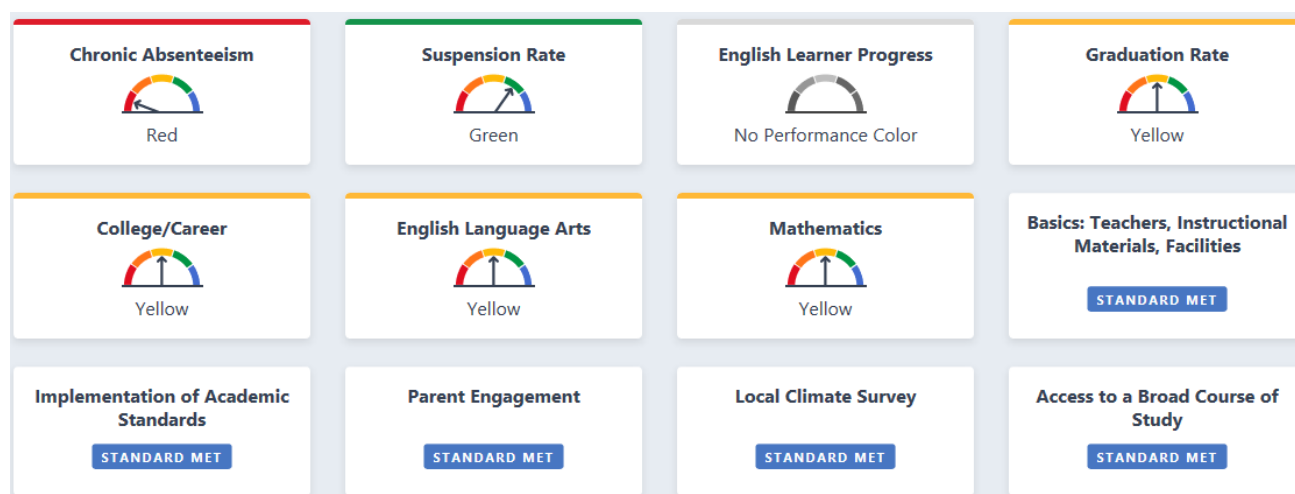 Chronic Absenteeism
Red
Suspension Rate
Green
English Learner Progress
No Performance Color
Graduation Rate
Yellow
College/Career
Yellow
English Language Arts
Yellow
Mathematics
Yellow
Basics: Teachers, Instructional
Materials, Facilities
STANDARD MET
Implementation of Academic
Standards
STANDARD MET
Parent Engagement
STANDARD MET
Local Climate Survey
STANDARD MET
Access to a Broad Course of
Study
STANDARD MET